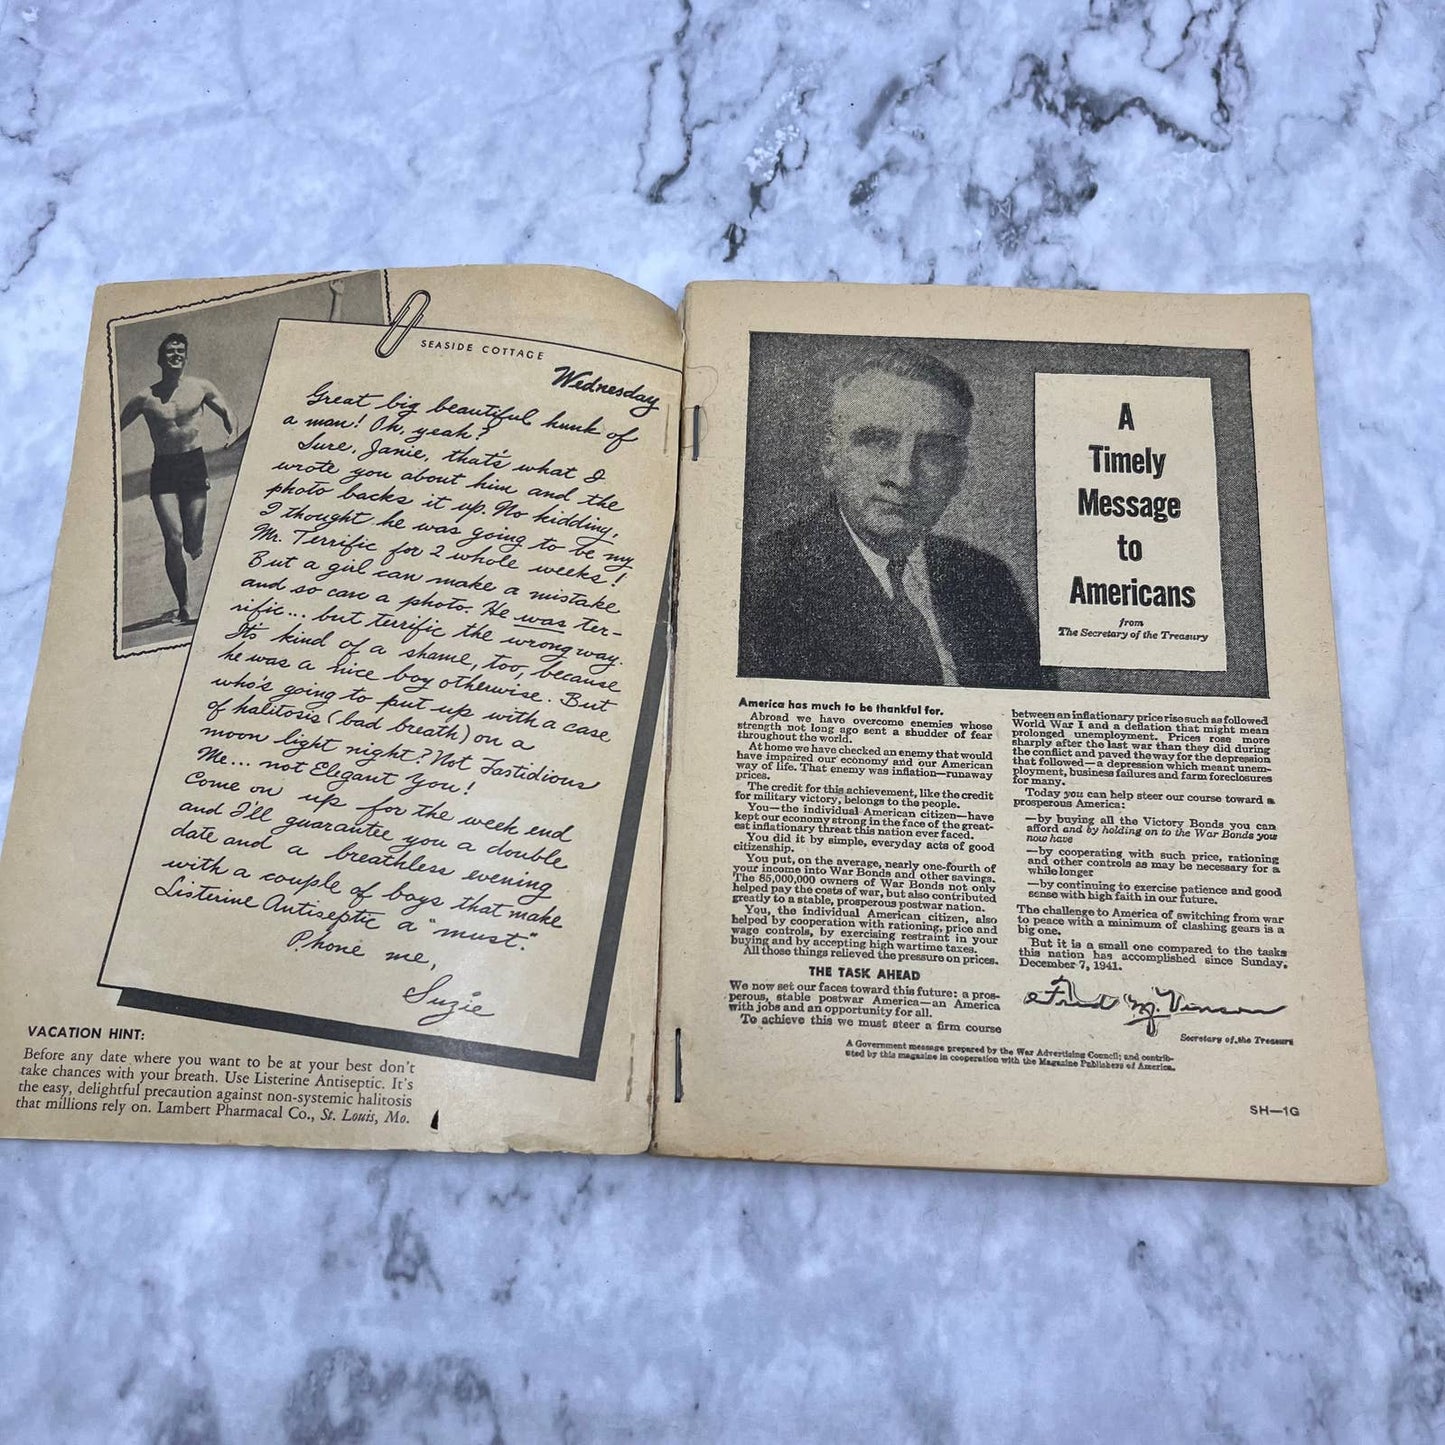 SEASIDE COTTAGE
Wednesday
Great big beautiful hunk of
a man! Oh, yeah?
Sure, Janie, that's what I
wrote you about him and the
photo backs it up. No kidding,
I thought he was going to be my
Mr. Terrific for 2 whole weeks!
But a girl can make a mistake
and so can a photo. He was ter-
rific... but terrific the wrong way.
It's kind of a shame, too, because
he was a nice boy otherwise. But
who's going to put up with a case
of halitosis (bad breath) on a
moon light night? Not Fastidious
Me... not Elegant You!
Come on up for the week end
and I'll guarantee you a double
date and a breathless evening
with a couple of boys that make
Listerine Antiseptic a "must."
Phone me,
Suzie
VACATION HINT:
Before any date where you want to be at your best don't
take chances with your breath. Use Listerine Antiseptic. It's
the easy, delightful precaution against non-systemic halitosis
that millions rely on. Lambert Pharmacal Co., St. Louis, Mo.
A
Timely
Message
to
Americans
from
The Secretary of the Treasury
America has much to be thankful for.
Abroad we have overcome enemies whose
strength not long ago sent a shudder of fear
throughout the world.
At home we have checked an enemy that would
have impaired our economy and our American
way of life. That enemy was inflation—runaway
prices.
The credit for this achievement, like the credit
for military victory, belongs to the people.
You—the individual American citizen—have
kept our economy strong in the face of the great-
est inflationary threat this nation ever faced.
You did it by simple, everyday acts of good
citizenship.
You put, on the average, nearly one-fourth of
your income into War Bonds and other savings.
The 85,000,000 owners of War Bonds not only
helped pay the costs of war, but also contributed
greatly to a stable, prosperous postwar nation.
You, the individual American citizen, also
helped by cooperation with rationing, price and
wage controls, by exercising restraint in your
buying and by accepting high wartime taxes.
All those things relieved the pressure on prices.
THE TASK AHEAD
We now set our faces toward this future: a pros-
perous, stable postwar America—an America
with jobs and an opportunity for all.
To achieve this we must steer a firm course
between an inflationary price rise such as followed
World War I and a deflation that might mean
prolonged unemployment. Prices rose more
sharply after the last war than they did during
the conflict and paved the way for the depression
that followed—a depression which meant unem-
ployment, business failures and farm foreclosures
for many.
Today you can help steer our course toward a
prosperous America:
—by buying all the Victory Bonds you can
afford and by holding on to the War Bonds you
now have
—by cooperating with such price, rationing
and other controls as may be necessary for a
while longer
—by continuing to exercise patience and good
sense with high faith in our future.
The challenge to America of switching from war
to peace with a minimum of clashing gears is a
big one.
But it is a small one compared to the tasks
this nation has accomplished since Sunday,
December 7, 1941.
Fred M. Vinson
Secretary of the Treasury
A Government message prepared by the War Advertising Council; and contrib-
uted by this magazine in cooperation with the Magazine Publishers of America.
SH—1G